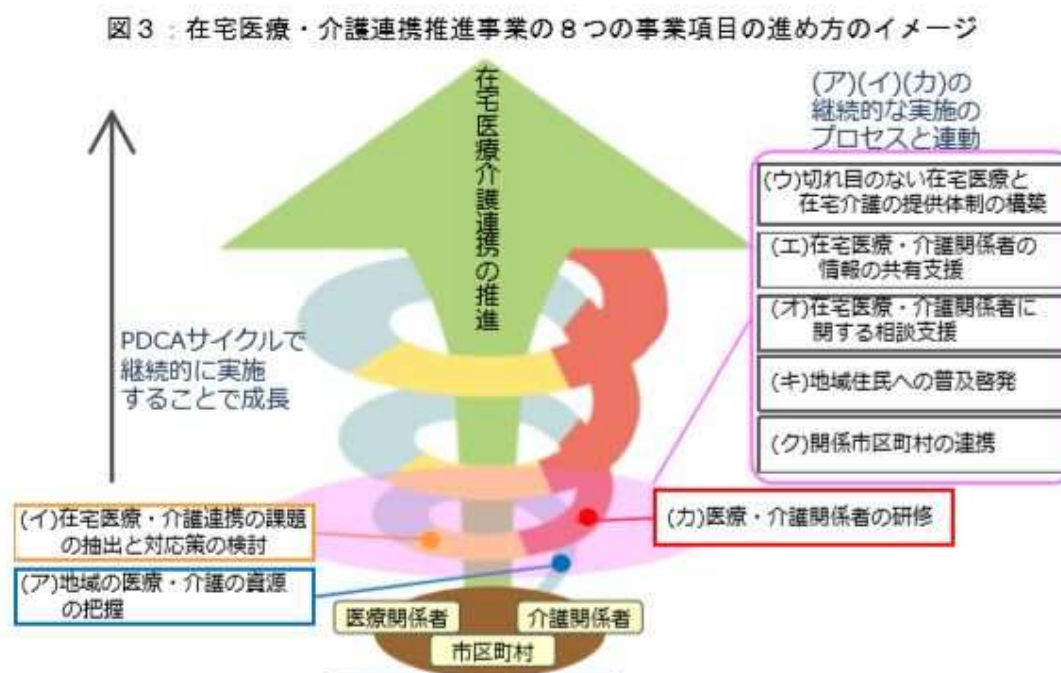 図３：在宅医療・介護連携推進事業の８つの事業項目の進め方のイメージ
在宅医療介護連携の推進
(ア)(イ)(カ)の
継続的な実施の
プロセスと連動
(ウ)切れ目のない在宅医療と
在宅介護の提供体制の構築
(エ)在宅医療・介護関係者の
情報の共有支援
(オ)在宅医療・介護関係者に
関する相談支援
(キ)地域住民への普及啓発
(ク)関係市区町村の連携
PDCAサイクルで
継続的に実施
することで成長
(イ)在宅医療・介護連携の課題
の抽出と対応策の検討
(カ)医療・介護関係者の研修
(ア)地域の医療・介護の資源
の把握
医療関係者
介護関係者
市区町村